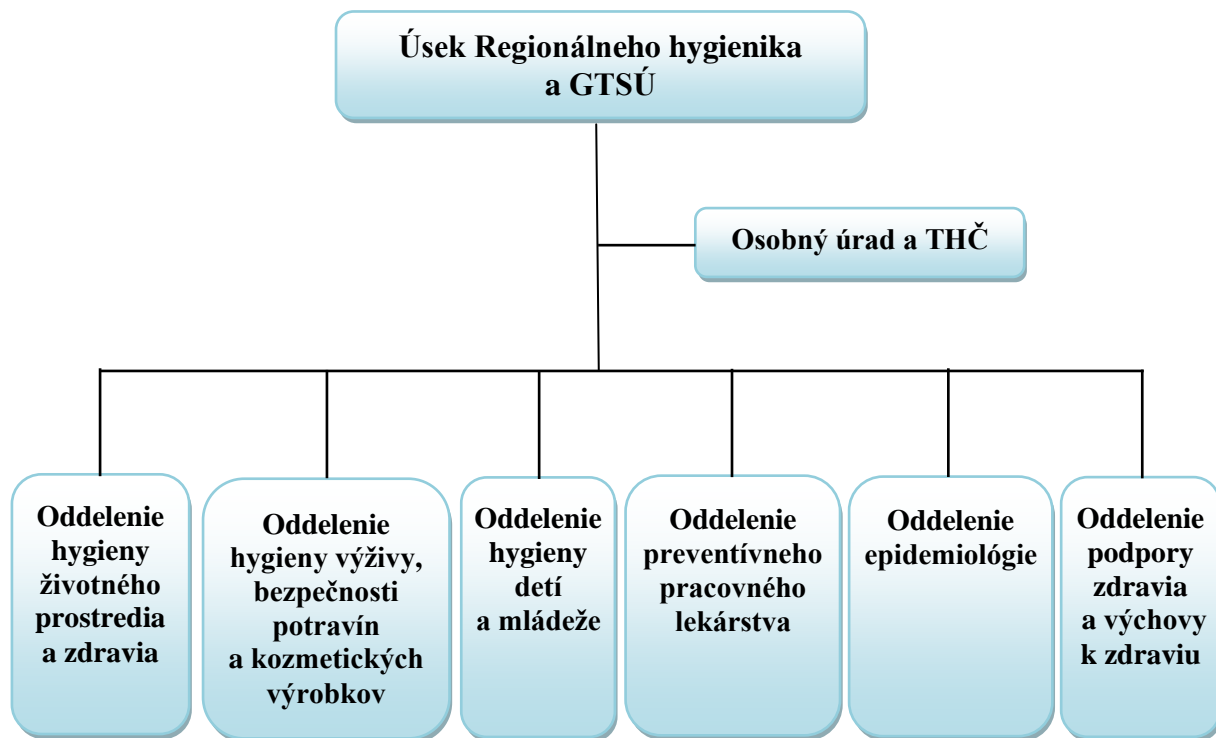 Úsek Regionálneho hygienika
a GTSÚ
Osobný úrad a THČ
Oddelenie
hygieny
životného
prostredia
a zdravia
Oddelenie
hygieny výživy,
bezpečnosti
potravín
a kozmetických
výrobkov
Oddelenie
hygieny
detí
a mládeže
Oddelenie
preventívneho
pracovného
lekárstva
Oddelenie
epidemiológie
Oddelenie
podpory
zdravia
a výchovy
k zdraviu